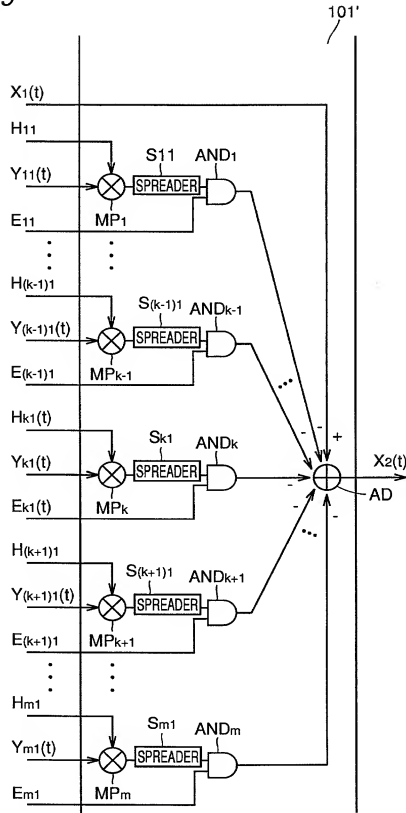 101'
X1(t)
H11
S11
AND1
Y11(t)
SPREADER
E11
MP1
H(k-1)1
S(k-1)1
ANDk-1
Y(k-1)1(t)
SPREADER
E(k-1)1
MPk-1
- - +
Hk1(t)
Sk1
ANDk
X2(t)
Yk1(t)
SPREADER
-
AD
Ek1(t)
MPk
- -
H(k+1)1
S(k+1)1
ANDk+1
Y(k+1)1(t)
SPREADER
E(k+1)1
MPk+1
Hm1
Sm1
ANDm
Ym1(t)
SPREADER
Em1
MPm